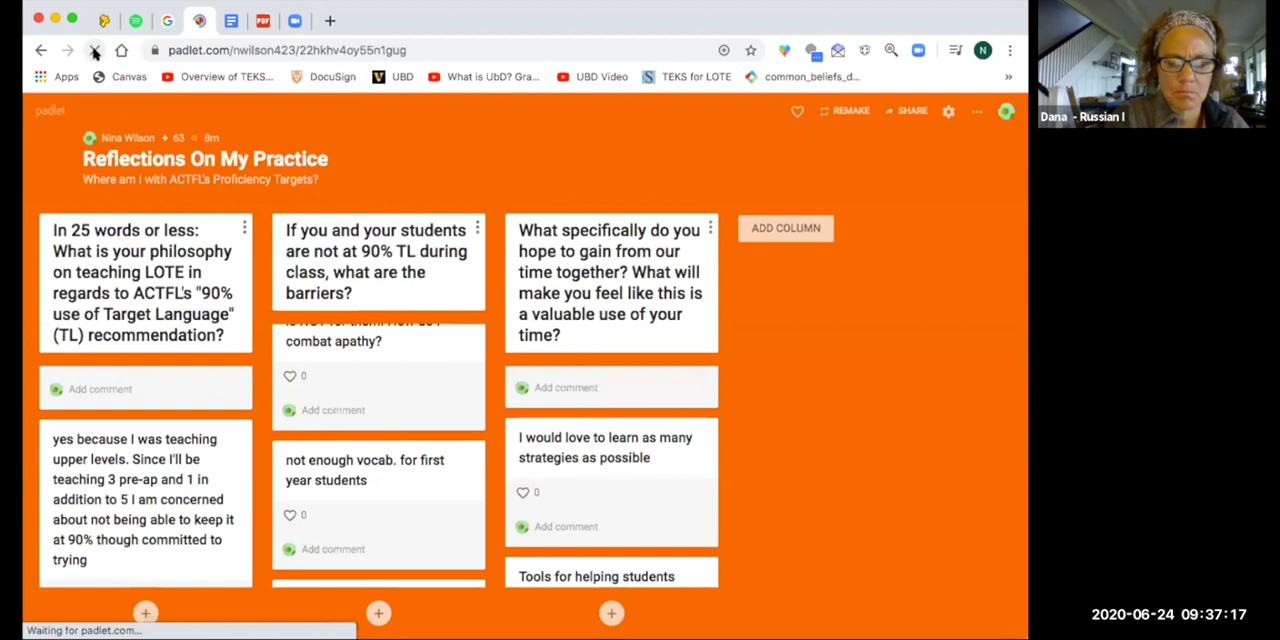 padlet.com/nwilson423/22hkhv4oy55n1gug
N
Apps
Canvas
Overview of TEKS...
DocuSign
UBD
What is UbD? Gra...
UBD Video
TEKS for LOTE
common_beliefs_d...
»
padlet
REMAKE
SHARE
Nina Wilson + 63 8m
Reflections On My Practice
Where am I with ACTFL's Proficiency Targets?
In 25 words or less:
What is your philosophy
on teaching LOTE in
regards to ACTFL's "90%
use of Target Language"
(TL) recommendation?
Add comment
yes because I was teaching
upper levels. Since I'll be
teaching 3 pre-ap and 1 in
addition to 5 I am concerned
about not being able to keep it
at 90% though committed to
trying
If you and your students
are not at 90% TL during
class, what are the
barriers?
combat apathy?
0
Add comment
not enough vocab. for first
year students
0
Add comment
What specifically do you
hope to gain from our
time together? What will
make you feel like this is
a valuable use of your
time?
Add comment
I would love to learn as many
strategies as possible
0
Add comment
Tools for helping students
ADD COLUMN
Waiting for padlet.com...
Dana - Russian I
2020-06-24 09:37:17